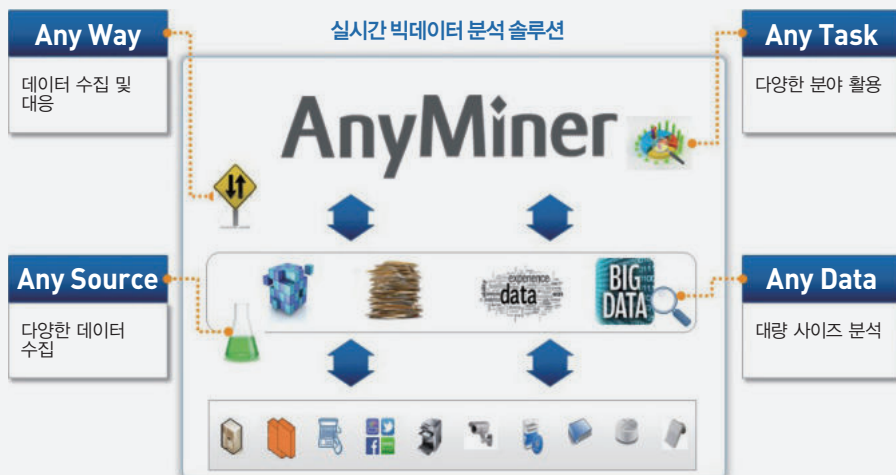 실시간 빅데이터 분석 솔루션
Any Way
데이터 수집 및
대응
Any Task
다양한 분야 활용
AnyMiner
Any Source
다양한 데이터
수집
experience
data
BIG
DATA
Any Data
대량 사이즈 분석